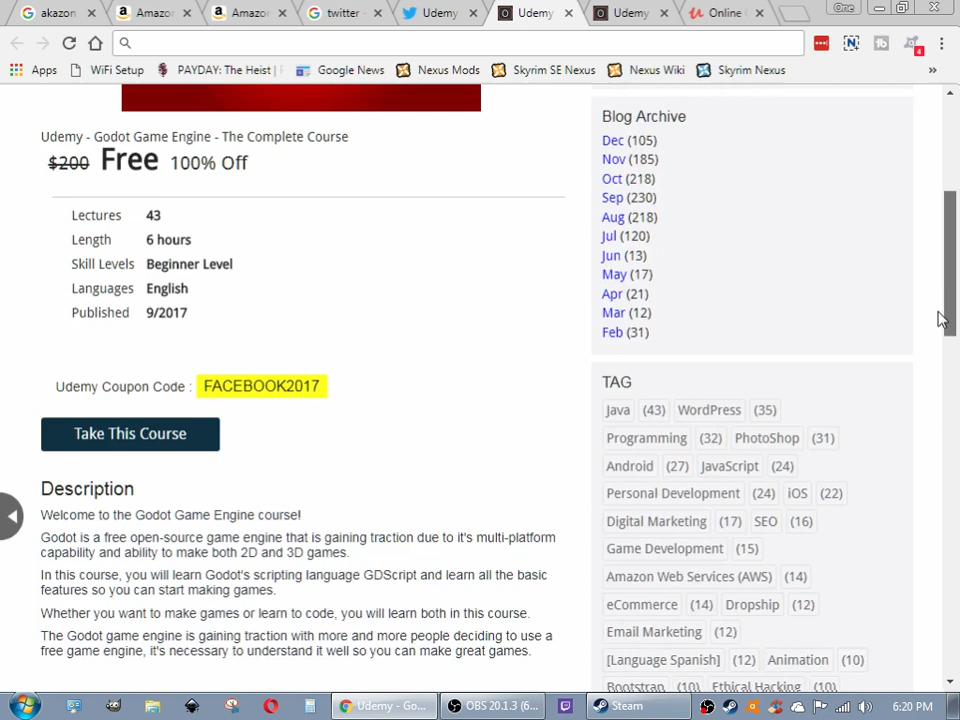 akazon
Amazo
Amazo
twitter -
Udemy
Udemy
Udemy
Online
One
Apps
WiFi Setup
PAYDAY: The Heist |
Google News
Nexus Mods
Skyrim SE Nexus
Nexus Wiki
Skyrim Nexus
»
4
Udemy - Godot Game Engine - The Complete Course
$200 Free 100% Off
Lectures 43
Length 6 hours
Skill Levels Beginner Level
Languages English
Published 9/2017
Udemy Coupon Code : FACEBOOK2017
Take This Course
Description
Welcome to the Godot Game Engine course!
Godot is a free open-source game engine that is gaining traction due to it's multi-platform
capability and ability to make both 2D and 3D games.
In this course, you will learn Godot's scripting language GDScript and learn all the basic
features so you can start making games.
Whether you want to make games or learn to code, you will learn both in this course.
The Godot game engine is gaining traction with more and more people deciding to use a
free game engine, it's necessary to understand it well so you can make great games.
Blog Archive
Dec (105)
Nov (185)
Oct (218)
Sep (230)
Aug (218)
Jul (120)
Jun (13)
May (17)
Apr (21)
Mar (12)
Feb (31)
TAG
Java (43) WordPress (35)
Programming (32) PhotoShop (31)
Android (27) JavaScript (24)
Personal Development (24) iOS (22)
Digital Marketing (17) SEO (16)
Game Development (15)
Amazon Web Services (AWS) (14)
eCommerce (14) Dropship (12)
Email Marketing (12)
[Language Spanish] (12) Animation (10)
Bootstrap (10) Ethical Hacking (10)
Udemy - Go...
OBS 20.1.3 (6...
Steam
6:20 PM